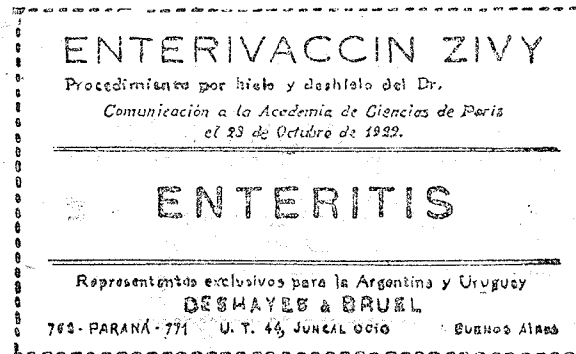 ENTERIVACCIN ZIVY
Procedimiento por hielo y deshielo del Dr.
Comunicación a la Academia de Ciencias de Paris
el 23 de Octubre de 1922.
ENTERITIS
Representantes exclusivos para la Argentina y Uruguay
DESHAYES & BRUEL
PARANÁ - 771 U. T. 44, JUNCAL BUENOS AIRES